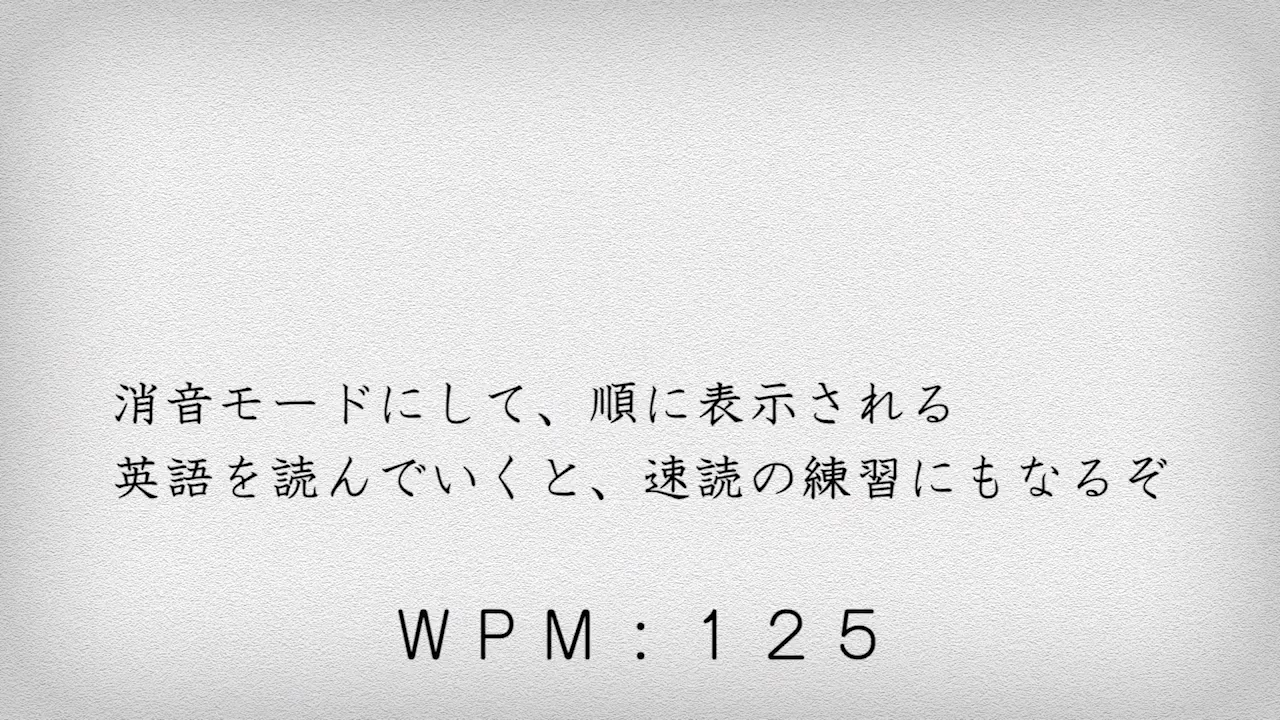 消音モードにして、順に表示される
英語を読んでいくと、速読の練習にもなるぞ
ＷＰＭ：１２５